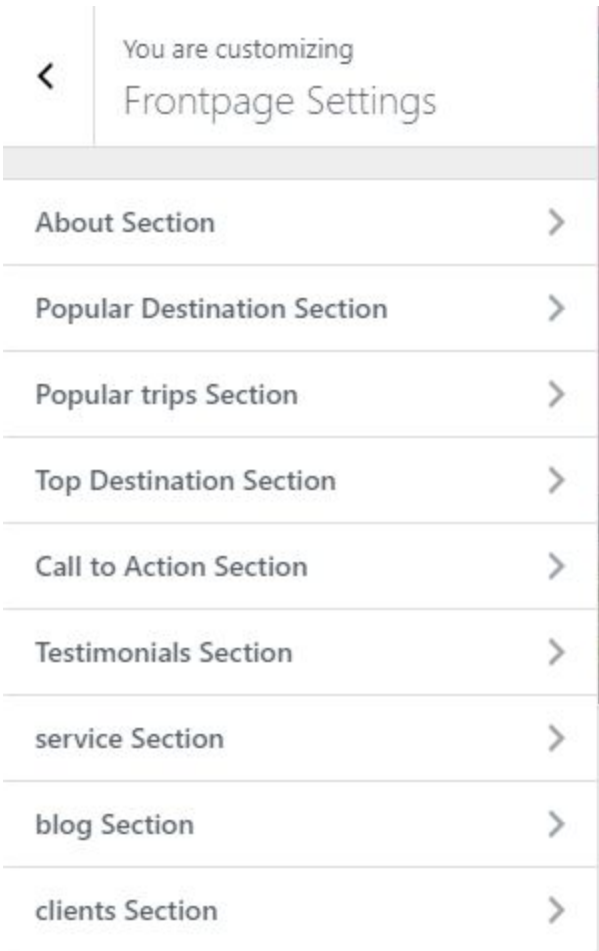 You are customizing
Frontpage Settings
About Section
Popular Destination Section
Popular trips Section
Top Destination Section
Call to Action Section
Testimonials Section
service Section
blog Section
clients Section